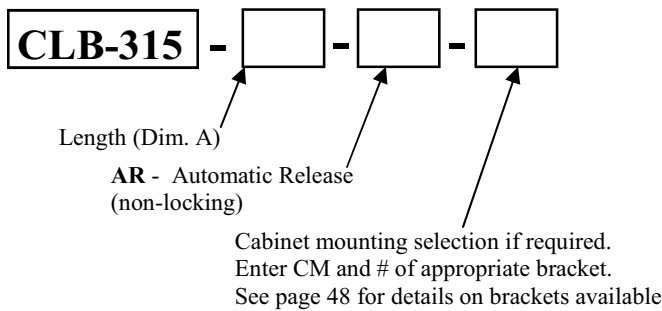 CLB-315 - - -
Length (Dim. A)
AR - Automatic Release
(non-locking)
Cabinet mounting selection if required.
Enter CM and # of appropriate bracket.
See page 48 for details on brackets available